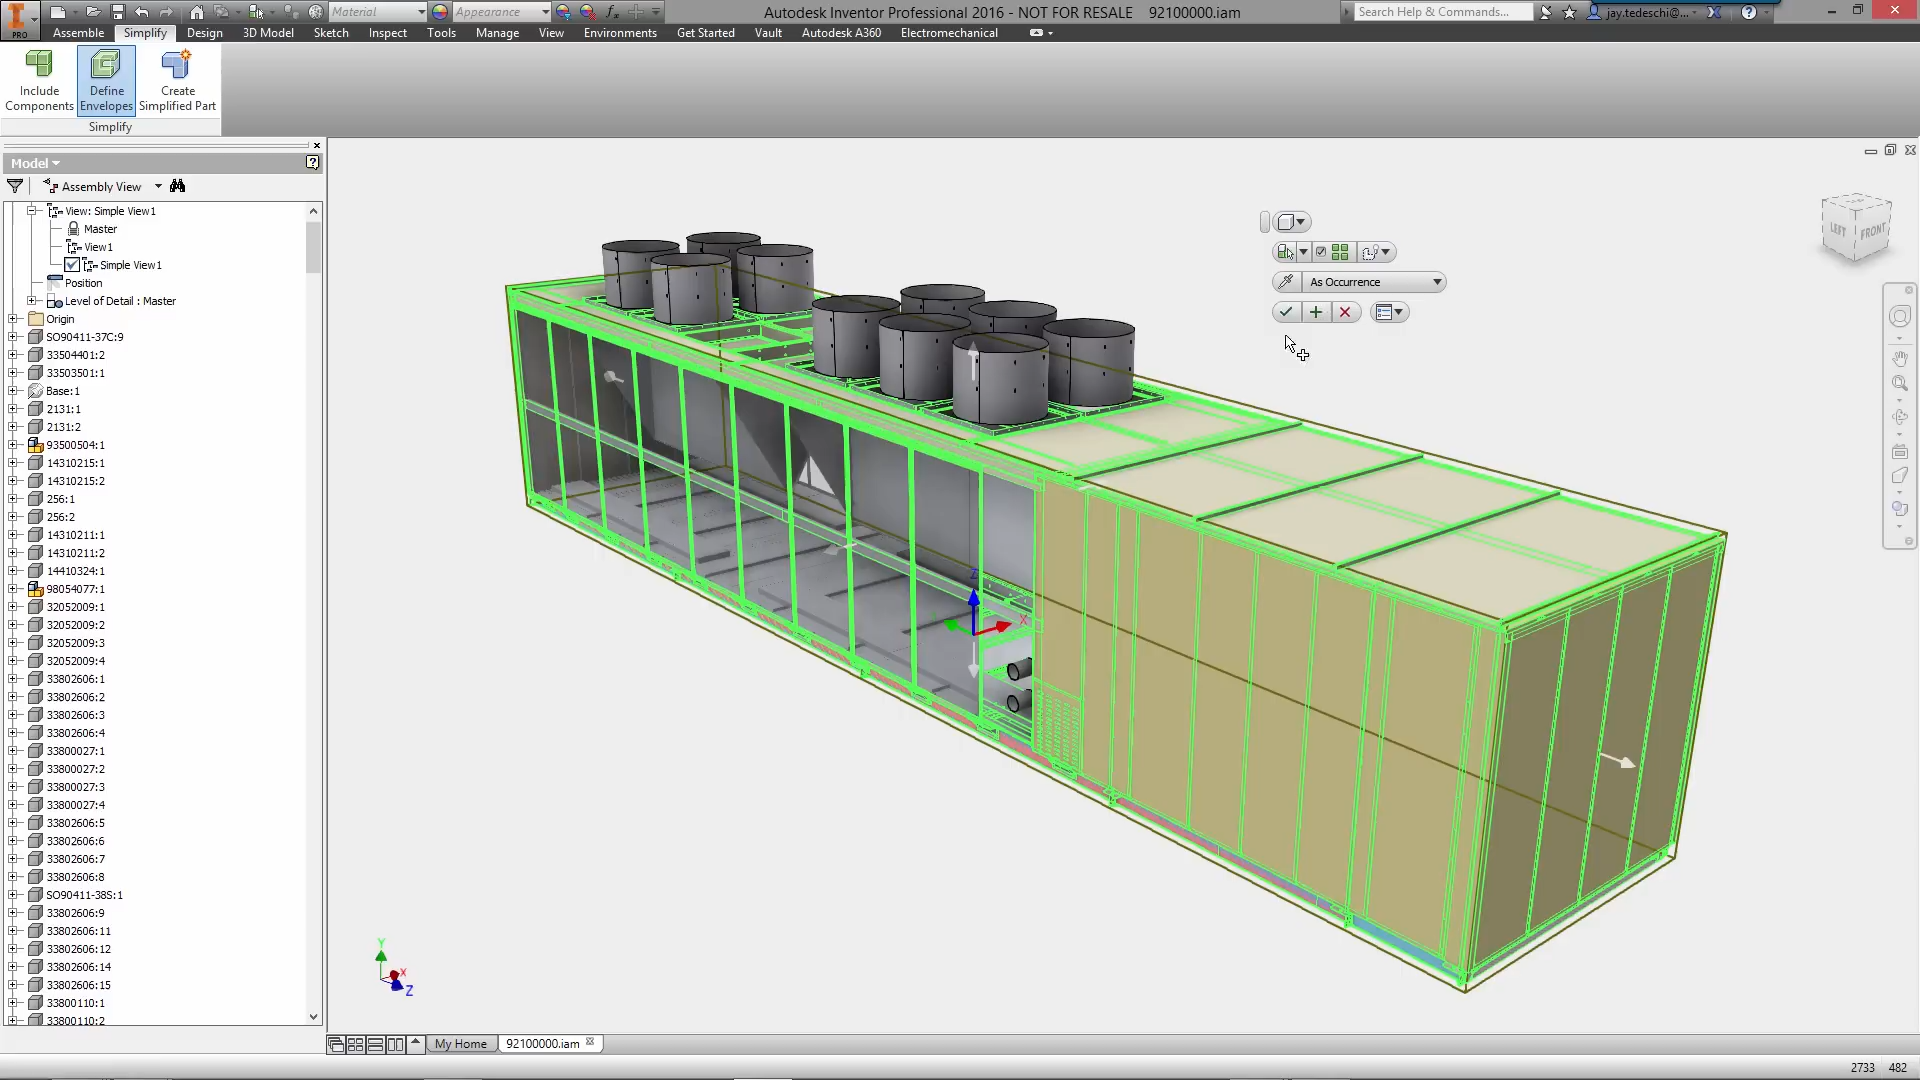 Material
Appearance
Autodesk Inventor Professional 2016 - NOT FOR RESALE 92100000.iam
Search Help & Commands...
jay.tedeschi@...
PRO
Assembly Simplify Design 3D Model Sketch Inspect Tools Manage View Environments Get Started Vault Autodesk A360 Electromechanical
Include Components
Define Envelopes
Create Simplified Part
Simplify
Model
Assembly View
View: Simple View1
Master
View1
Simple View1
Position
Level of Detail : Master
Origin
SO90411-37C:9
33504401:2
33503501:1
Base:1
2131:1
2131:2
93500504:1
14310215:1
14310215:2
256:1
256:2
14310211:1
14310211:2
14410324:1
98054077:1
32052009:1
32052009:2
32052009:3
32052009:4
33802606:1
33802606:2
33802606:3
33802606:4
33800027:1
33800027:2
33800027:3
33800027:4
33802606:5
33802606:6
33802606:7
33802606:8
SO90411-38S:1
33802606:9
33802606:11
33802606:12
33802606:14
33802606:15
33800110:1
33800110:2
As Occurrence
TOP
LEFT
FRONT
Z
X
Y
X
Z
My Home
92100000.iam
2733 482